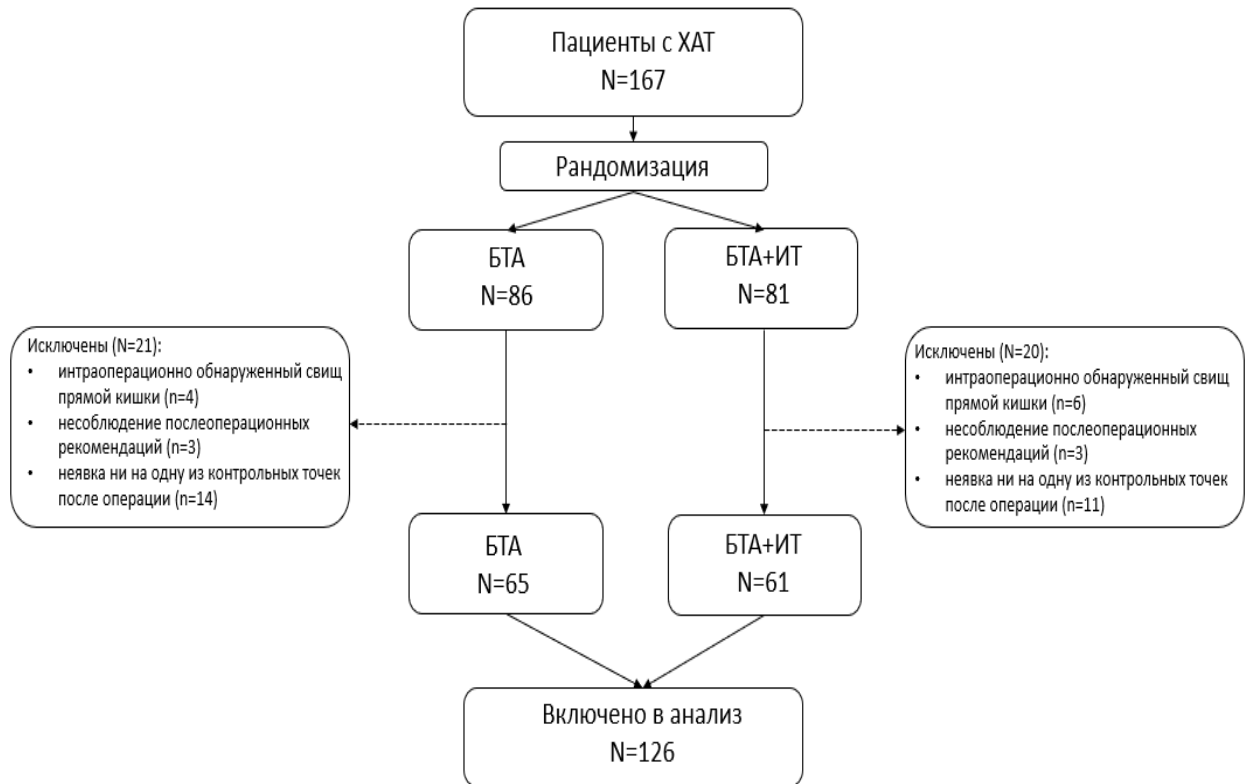 Пациенты с ХАТ
N=167
Рандомизация
БТА
N=86
БТА+ИТ
N=81
Исключены (N=21):
• интраоперационно обнаруженный свищ
прямой кишки (n=4)
• несоблюдение послеоперационных
рекомендаций (n=3)
• неявка ни на одну из контрольных точек
после операции (n=14)
Исключены (N=20):
• интраоперационно обнаруженный свищ
прямой кишки (n=6)
• несоблюдение послеоперационных
рекомендаций (n=3)
• неявка ни на одну из контрольных точек
после операции (n=11)
БТА
N=65
БТА+ИТ
N=61
Включено в анализ
N=126